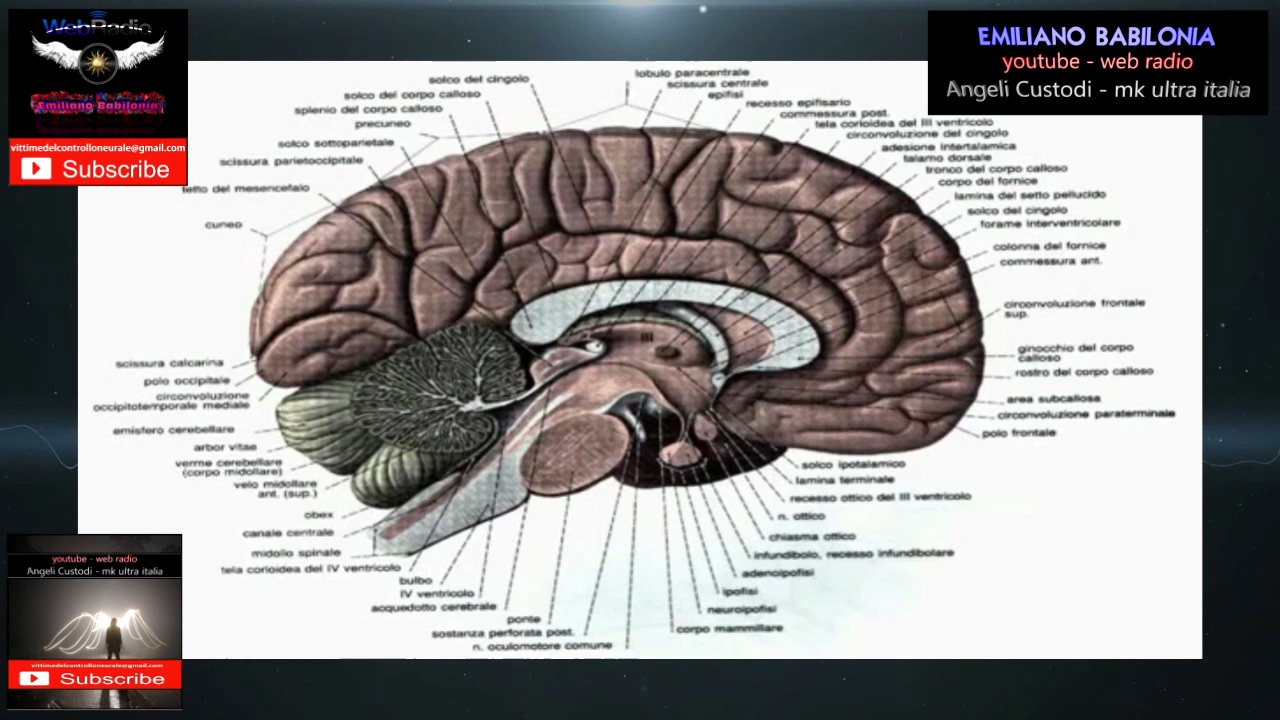 WebRadio
Emiliano Babilonia
vittimedelcontrolloneurale@gmail.com
Subscribe
EMILIANO BABILONIA
youtube - web radio
Angeli Custodi - mk ultra italia
solco del cingolo
solco del corpo calloso
splenio del corpo calloso
precuneo
solco sottoparietale
scissura parietoccipitale
tetto del mesencefalo
cuneo
lobulo paracentrale
scissura centrale
epifisi
recesso epifisario
commessura post.
tela corioidea del III ventricolo
circonvoluzione del cingolo
adesione intertalamica
talamo dorsale
tronco del corpo calloso
corpo del fornice
lamina del setto pellucido
solco del cingolo
forame interventricolare
colonna del fornice
commessura ant.
circonvoluzione frontale
sup.
ginocchio del corpo
calloso
rostro del corpo calloso
area subcallosa
circonvoluzione paraterminale
polo frontale
III
scissura calcarina
polo occipitale
circonvoluzione
occipitotemporale mediale
emisfero cerebellare
arbor vitae
verme cerebellare
(corpo midollare)
velo midollare
ant. (sup.)
obex
canale centrale
midollo spinale
tela corioidea del IV ventricolo
bulbo
IV ventricolo
acquedotto cerebrale
ponte
sostanza perforata post.
n. oculomotore comune
solco ipotalamico
lamina terminale
recesso ottico del III ventricolo
n. ottico
chiasma ottico
infundibolo, recesso infundibolare
adenoipofisi
ipofisi
neuroipofisi
corpo mammillare
youtube - web radio
Angeli Custodi - mk ultra italia
vittimedelcontrolloneurale@gmail.com
Subscribe